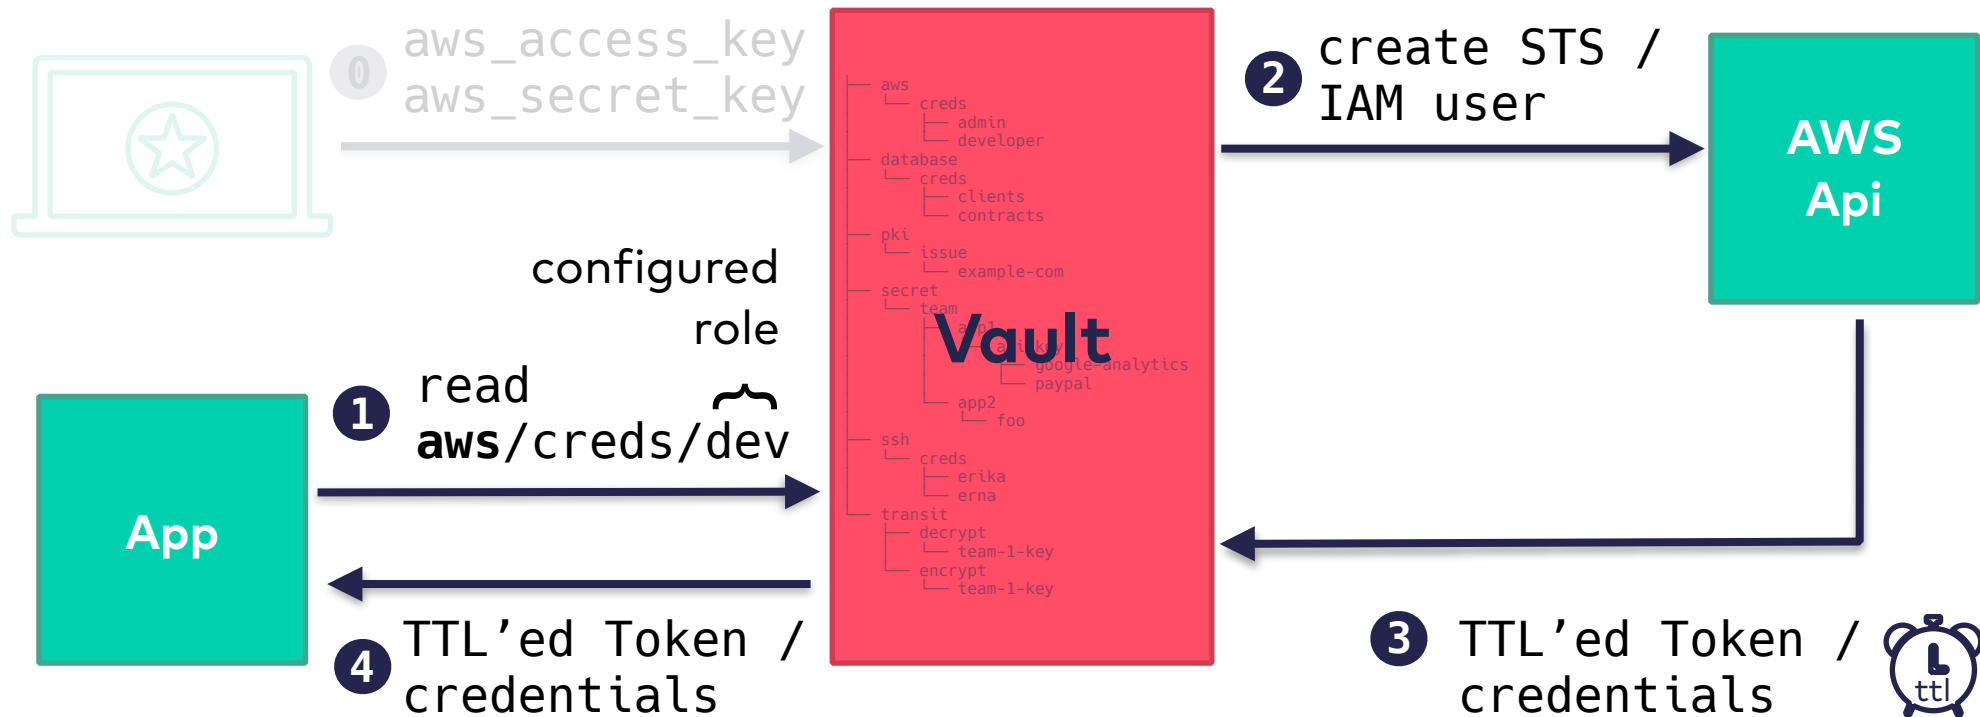 0
aws_access_key
aws_secret_key
aws
creds
admin
developer
database
creds
clients
contracts
pki
issue
example-com
secret
team
app1
api-key
google-analytics
paypal
app2
foo
ssh
creds
erika
erna
transit
decrypt
team-1-key
encrypt
team-1-key
Vault
2
create STS /
IAM user
AWS
Api
configured
role
1
read
aws/creds/dev
App
4
TTL’ed Token /
credentials
3
TTL’ed Token /
credentials
ttl